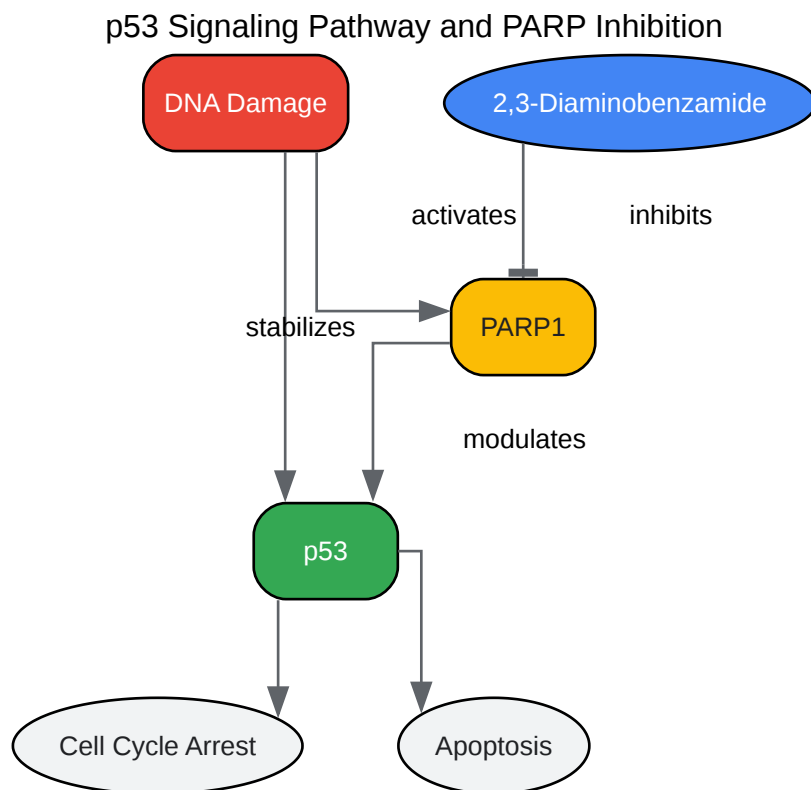 p53 Signaling Pathway and PARP Inhibition
DNA Damage
2,3-Diaminobenzamide
activates
inhibits
stabilizes
PARP1
modulates
p53
Cell Cycle Arrest
Apoptosis